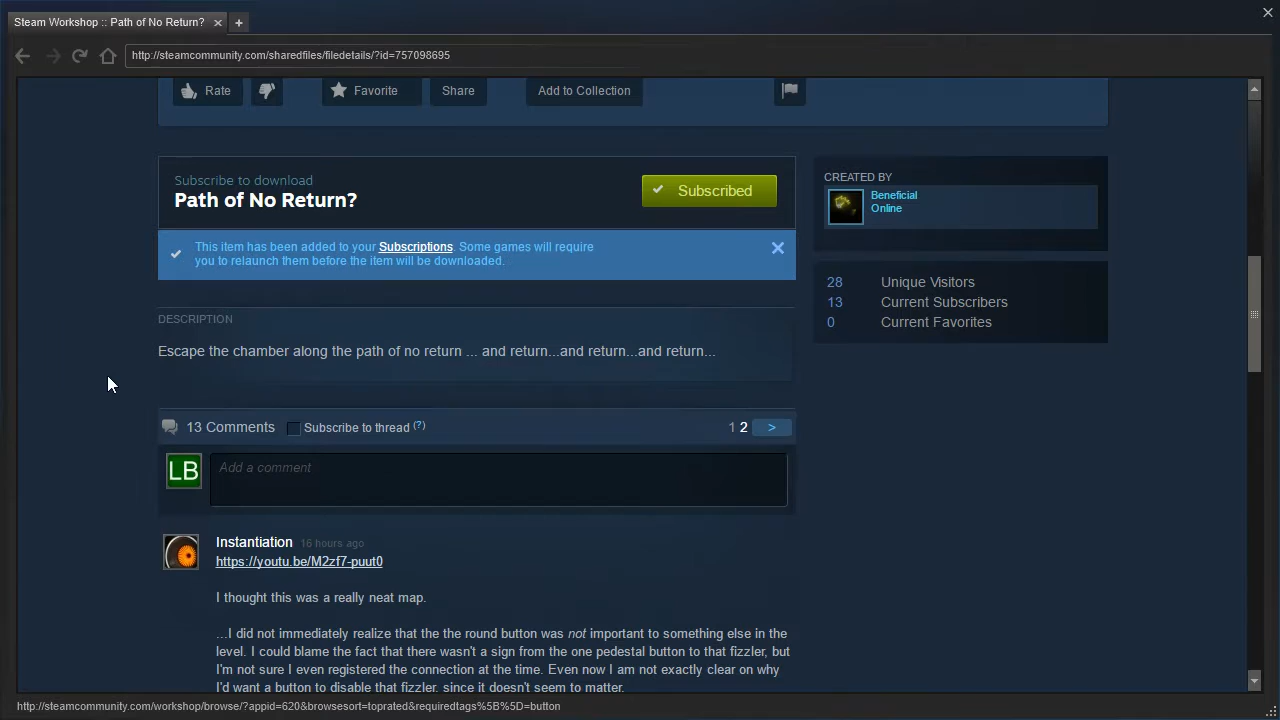 Steam Workshop :: Path of No Return?
http://steamcommunity.com/sharedfiles/filedetails/?id=757098695
Rate
Favorite
Share
Add to Collection
Subscribe to download
Path of No Return?
Subscribed
This item has been added to your Subscriptions. Some games will require
you to relaunch them before the item will be downloaded.
CREATED BY
Beneficial
Online
28 Unique Visitors
13 Current Subscribers
0 Current Favorites
DESCRIPTION
Escape the chamber along the path of no return ... and return...and return...and return...
13 Comments Subscribe to thread (?) 1 2 >
LB
Add a comment
Instantiation 16 hours ago
https://youtu.be/M2zf7-puut0
I thought this was a really neat map.
...I did not immediately realize that the the round button was not important to something else in the
level. I could blame the fact that there wasn't a sign from the one pedestal button to that fizzler, but
I'm not sure I even registered the connection at the time. Even now I am not exactly clear on why
I'd want a button to disable that fizzler, since it doesn't seem to matter.
http://steamcommunity.com/workshop/browse/?appid=620&browsesort=toprated&requiredtags%5B%5D=button